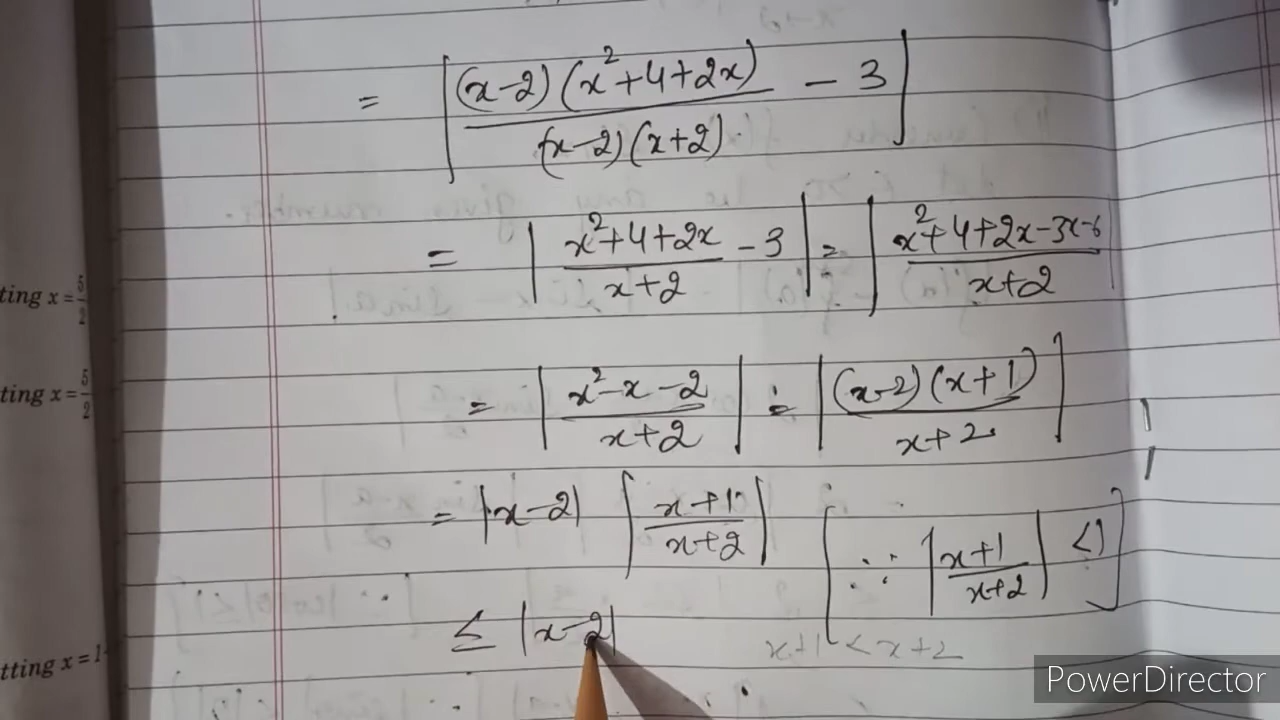 = |(x-2)(x²+4+2x)/(x-2)(x+2) - 3|
ting x = 5/2
= |x²+4+2x/x+2 - 3| = |x²+4+2x-3x-6/x+2|
ting x = 5/2
= |x²-x-2/x+2| = |(x-2)(x+1)/x+2|
= |x-2| |x+1/x+2| [∵ |x+1/x+2| <1]
≤ |x-2|
x+1 < x+2
tting x = 1
PowerDirector